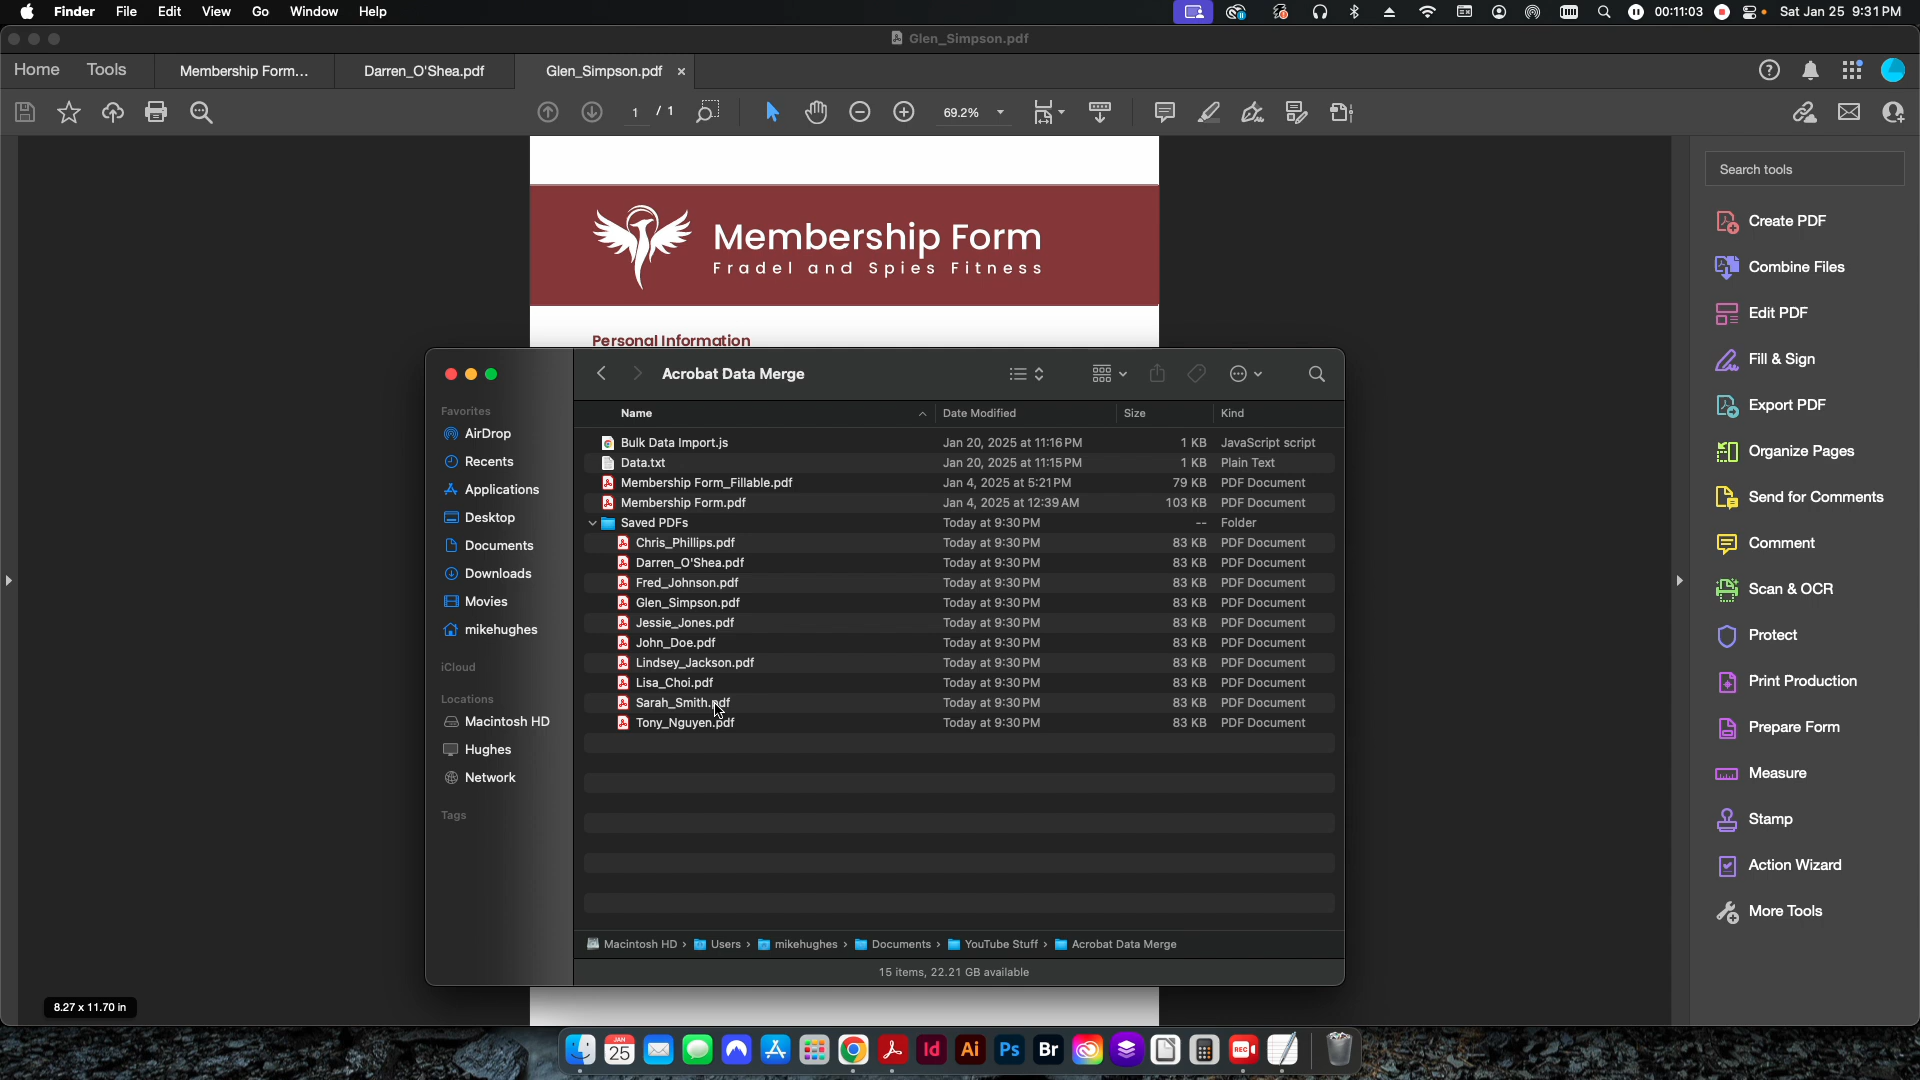 Finder File Edit View Go Window Help 00:11:03 Sat Jan 25 9:31 PM
Glen_Simpson.pdf
Home Tools Membership Form... Darren_O'Shea.pdf Glen_Simpson.pdf
1 / 1 69.2%
Search tools
Create PDF
Combine Files
Edit PDF
Fill & Sign
Export PDF
Organize Pages
Send for Comments
Comment
Scan & OCR
Protect
Print Production
Prepare Form
Measure
Stamp
Action Wizard
More Tools
Membership Form
Fradel and Spies Fitness
Personal Information
Acrobat Data Merge
Favorites
AirDrop
Recents
Applications
Desktop
Documents
Downloads
Movies
mikehughes
iCloud
Locations
Macintosh HD
Hughes
Network
Tags
Name Date Modified Size Kind
Bulk Data Import.js Jan 20, 2025 at 11:16 PM 1 KB JavaScript script
Data.txt Jan 20, 2025 at 11:15 PM 1 KB Plain Text
Membership Form_Fillable.pdf Jan 4, 2025 at 5:21 PM 79 KB PDF Document
Membership Form.pdf Jan 4, 2025 at 12:39 AM 103 KB PDF Document
Saved PDFs Today at 9:30 PM -- Folder
Chris_Phillips.pdf Today at 9:30 PM 83 KB PDF Document
Darren_O'Shea.pdf Today at 9:30 PM 83 KB PDF Document
Fred_Johnson.pdf Today at 9:30 PM 83 KB PDF Document
Glen_Simpson.pdf Today at 9:30 PM 83 KB PDF Document
Jessie_Jones.pdf Today at 9:30 PM 83 KB PDF Document
John_Doe.pdf Today at 9:30 PM 83 KB PDF Document
Lindsey_Jackson.pdf Today at 9:30 PM 83 KB PDF Document
Lisa_Choi.pdf Today at 9:30 PM 83 KB PDF Document
Sarah_Smith.pdf Today at 9:30 PM 83 KB PDF Document
Tony_Nguyen.pdf Today at 9:30 PM 83 KB PDF Document
Macintosh HD › Users › mikehughes › Documents › YouTube Stuff › Acrobat Data Merge
15 items, 22.21 GB available
8.27 x 11.70 in
JAN
25
Id Ai Ps Br
REC